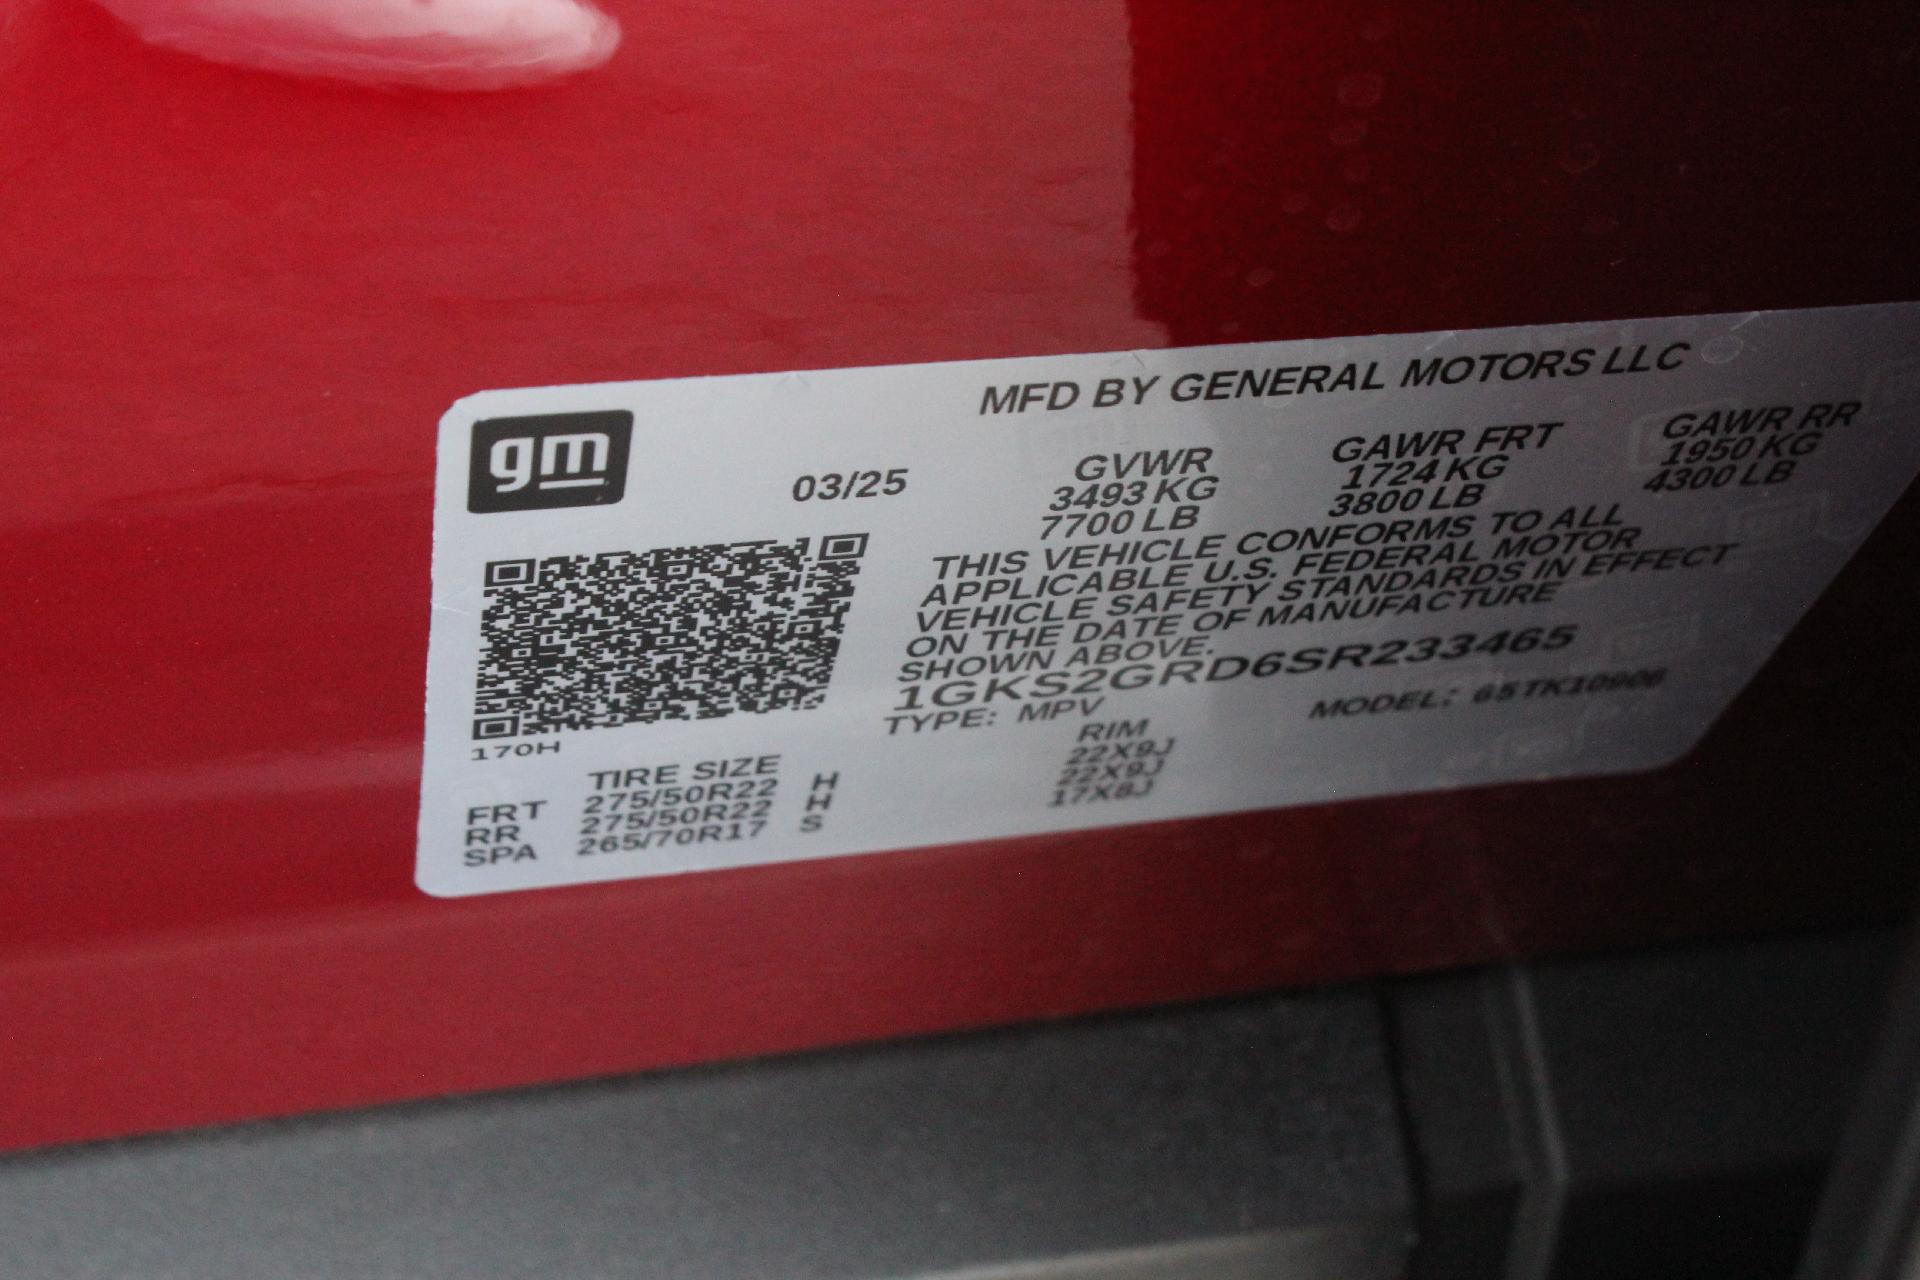 gm
MFD BY GENERAL MOTORS LLC
03/25
GVWR GAWR FRT GAWR RR
3493 KG 1724 KG 1950 KG
7700 LB 3800 LB 4300 LB
THIS VEHICLE CONFORMS TO ALL
APPLICABLE U.S. FEDERAL MOTOR
VEHICLE SAFETY STANDARDS IN EFFECT
ON THE DATE OF MANUFACTURE
SHOWN ABOVE.
1GKS2GRD6SR233465
TYPE: MPV MODEL: 65TK10906
170H
TIRE SIZE RIM
FRT 275/50R22 H 22X9J
RR 275/50R22 H 22X9J
SPA 265/70R17 S 17X8J